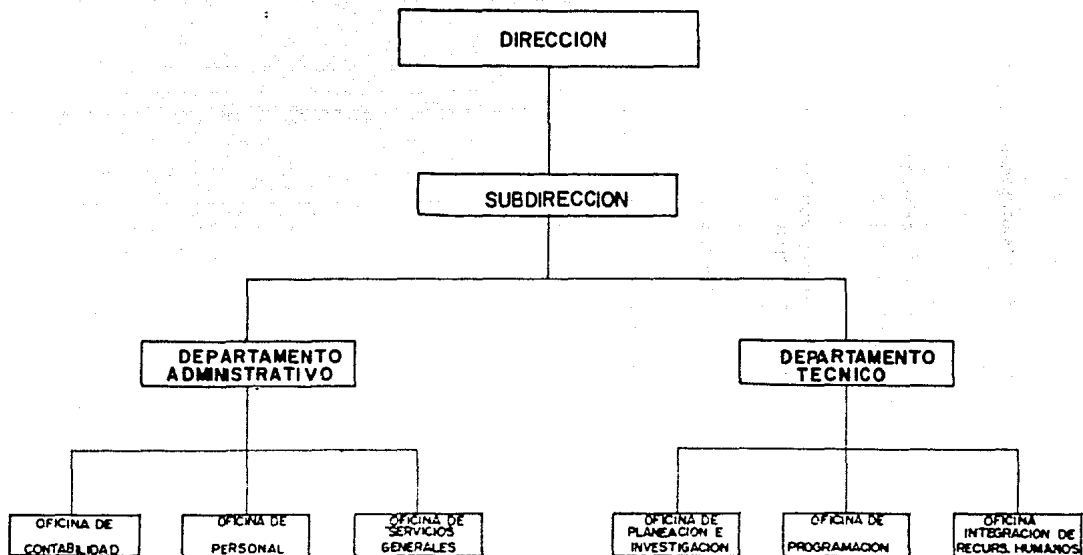 DIRECCION
SUBDIRECCION
DEPARTAMENTO
ADMINISTRATIVO
DEPARTAMENTO
TECNICO
OFICINA DE
CONTABILIDAD
OFICINA DE
PERSONAL
OFICINA DE
SERVICIOS
GENERALES
OFICINA DE
PLANEACION E
INVESTIGACION
OFICINA DE
PROGRAMACION
OFICINA
INTEGRACION DE
RECURS. HUMANOS